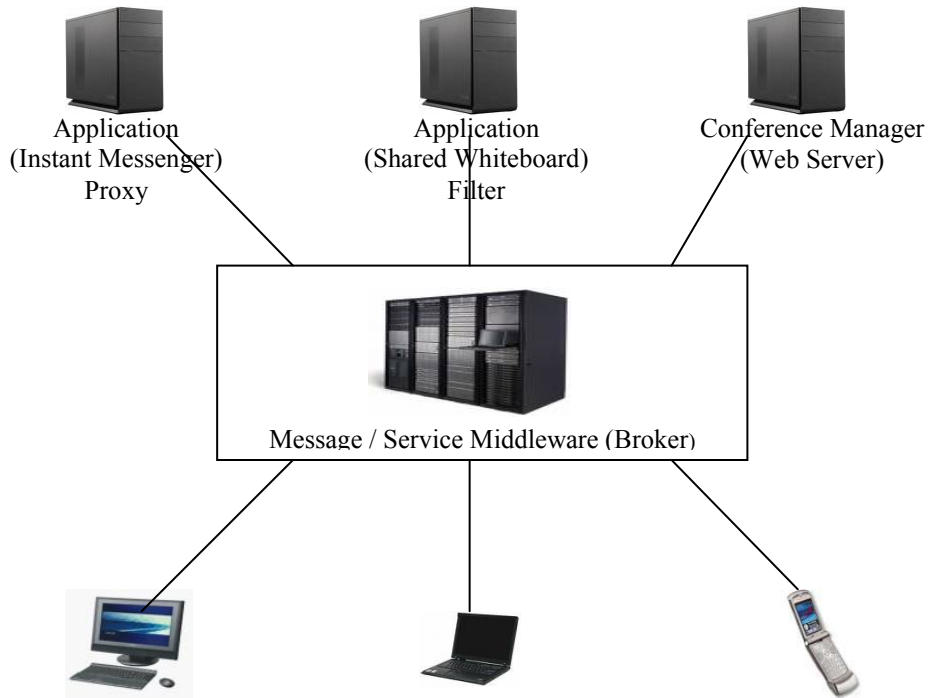 Application
(Instant Messenger)
Proxy
Application
(Shared Whiteboard)
Filter
Conference Manager
(Web Server)
Message / Service Middleware (Broker)